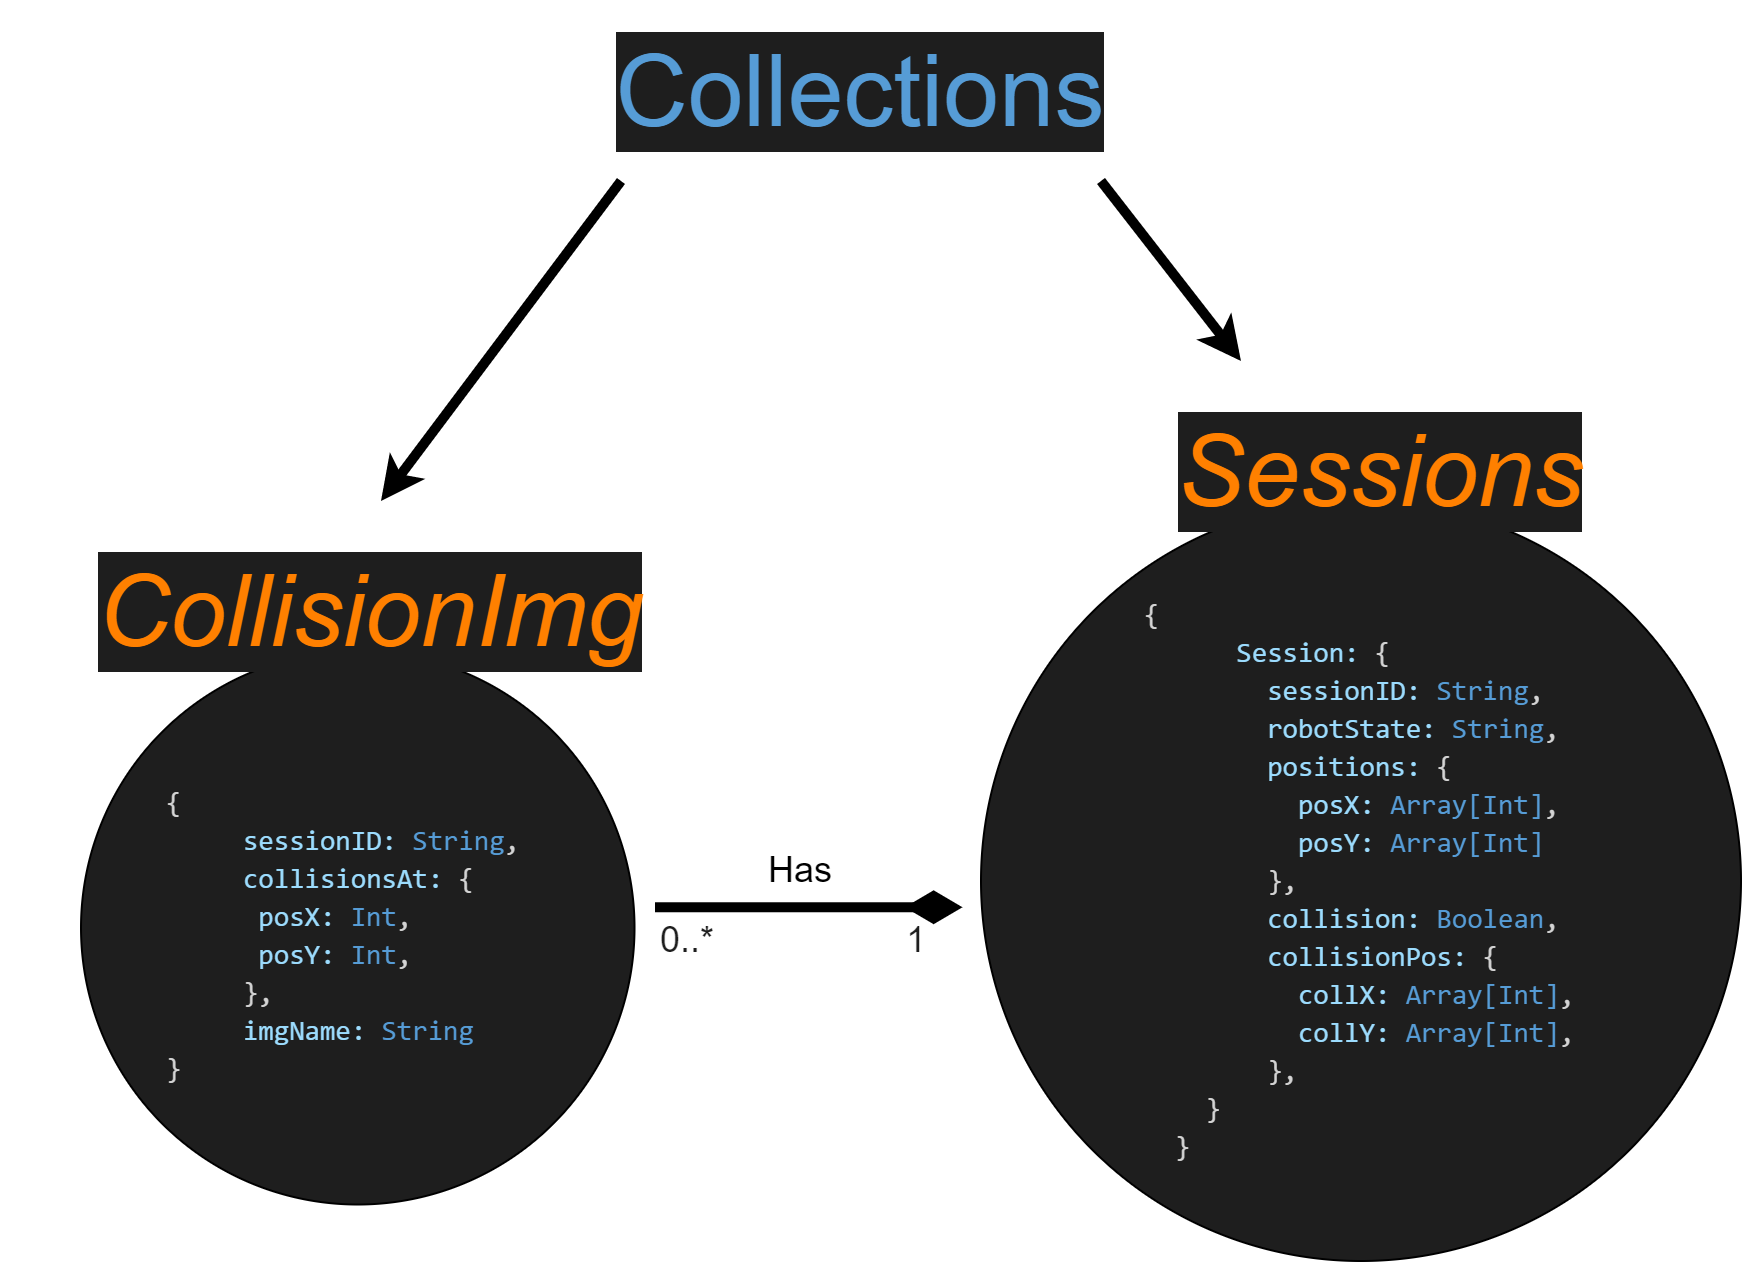 Collections
Sessions
CollisionImg
{
Session: {
sessionID: String,
robotState: String,
positions: {
posX: Array[Int],
posY: Array[Int]
},
collision: Boolean,
collisionPos: {
collX: Array[Int],
collY: Array[Int],
},
}
}
{
sessionID: String,
collisionsAt: {
posX: Int,
posY: Int,
},
imgName: String
}
Has
0..* 1